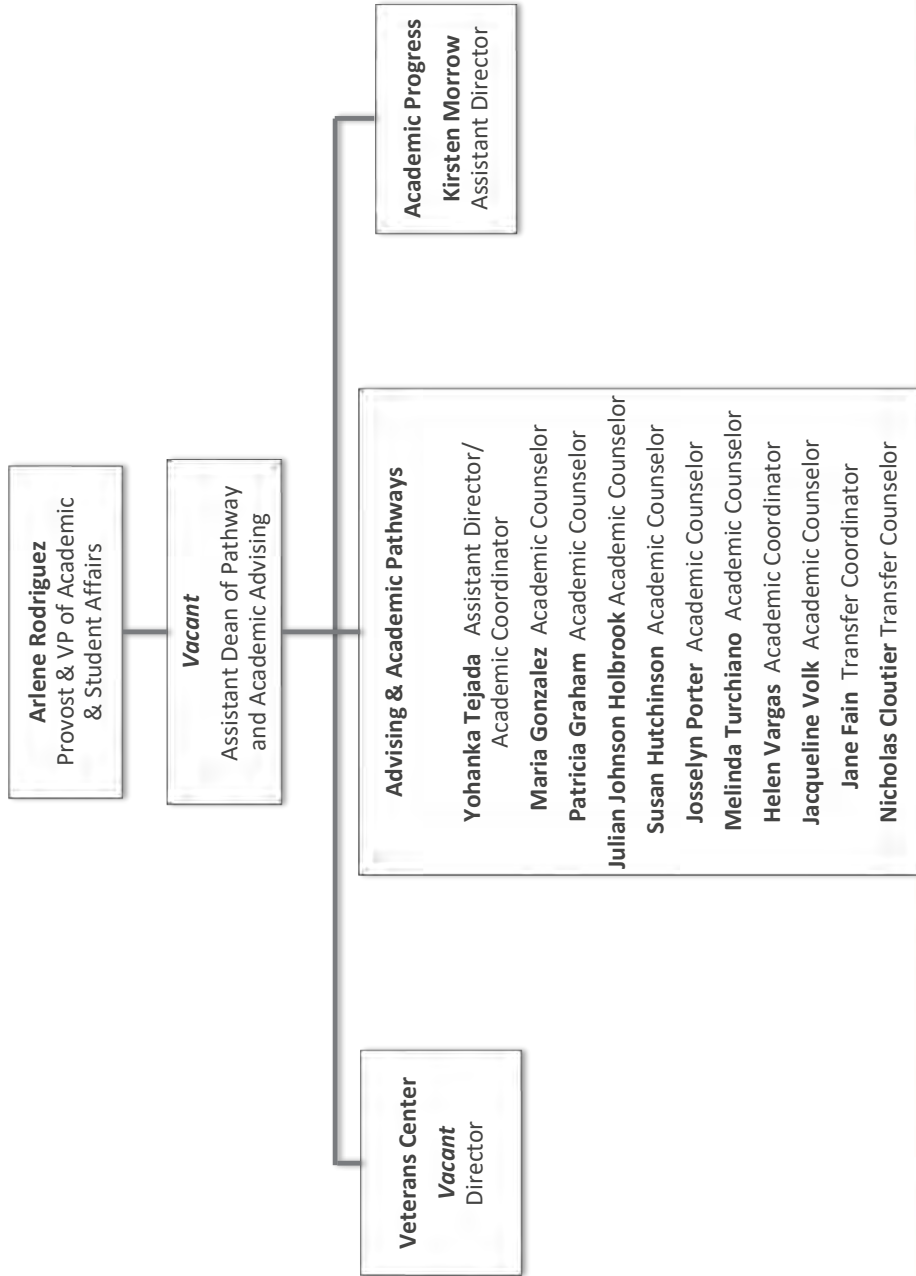 Arlene Rodriguez
Provost & VP of Academic
& Student Affairs
Vacant
Assistant Dean of Pathway
and Academic Advising
Veterans Center
Vacant
Director
Advising & Academic Pathways
Yohanka Tejada Assistant Director/
Academic Coordinator
Maria Gonzalez Academic Counselor
Patricia Graham Academic Counselor
Julian Johnson Holbrook Academic Counselor
Susan Hutchinson Academic Counselor
Josselyn Porter Academic Counselor
Melinda Turchiano Academic Counselor
Helen Vargas Academic Coordinator
Jacqueline Volk Academic Counselor
Jane Fain Transfer Coordinator
Nicholas Cloutier Transfer Counselor
Academic Progress
Kirsten Morrow
Assistant Director